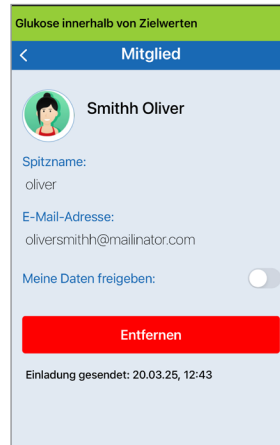 Glukose innerhalb von Zielwerten
Mitglied
Smithh Oliver
Spitzname:
oliver
E-Mail-Adresse:
oliversmithh@mailinator.com
Meine Daten freigeben:
Entfernen
Einladung gesendet: 20.03.25, 12:43